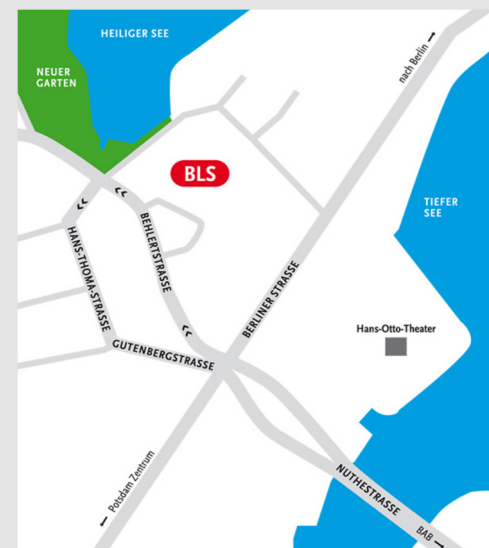 HEILIGER SEE
nach Berlin
NEUER
GARTEN
BLS
TIEFER
SEE
BEHLERTSTRASSE
HANS-THOMA-STRASSE
BERLINER STRASSE
Hans-Otto-Theater
GUTENBERGSTRASSE
Potsdam Zentrum
NUTHESTRASSE
BAB